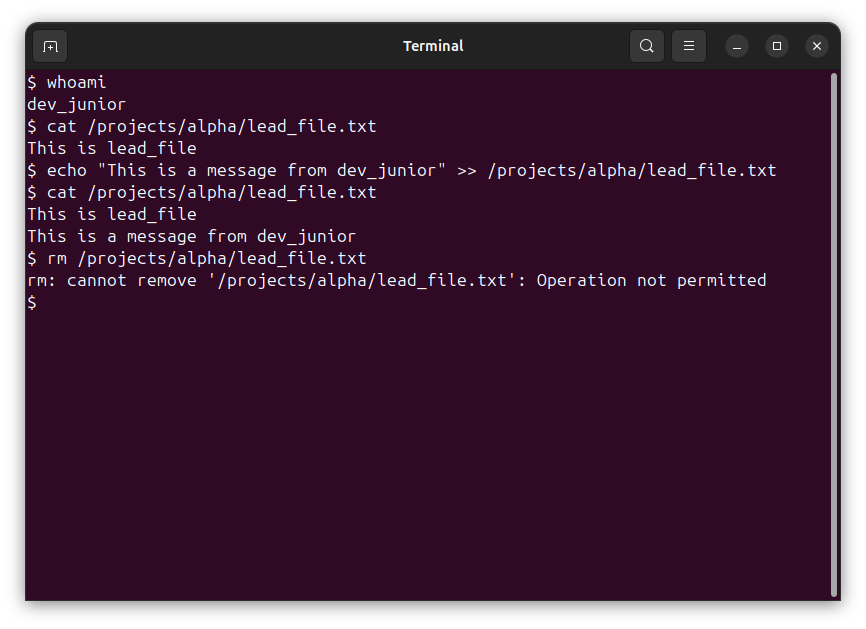 Terminal
$ whoami
dev_junior
$ cat /projects/alpha/lead_file.txt
This is lead_file
$ echo "This is a message from dev_junior" >> /projects/alpha/lead_file.txt
$ cat /projects/alpha/lead_file.txt
This is lead_file
This is a message from dev_junior
$ rm /projects/alpha/lead_file.txt
rm: cannot remove '/projects/alpha/lead_file.txt': Operation not permitted
$